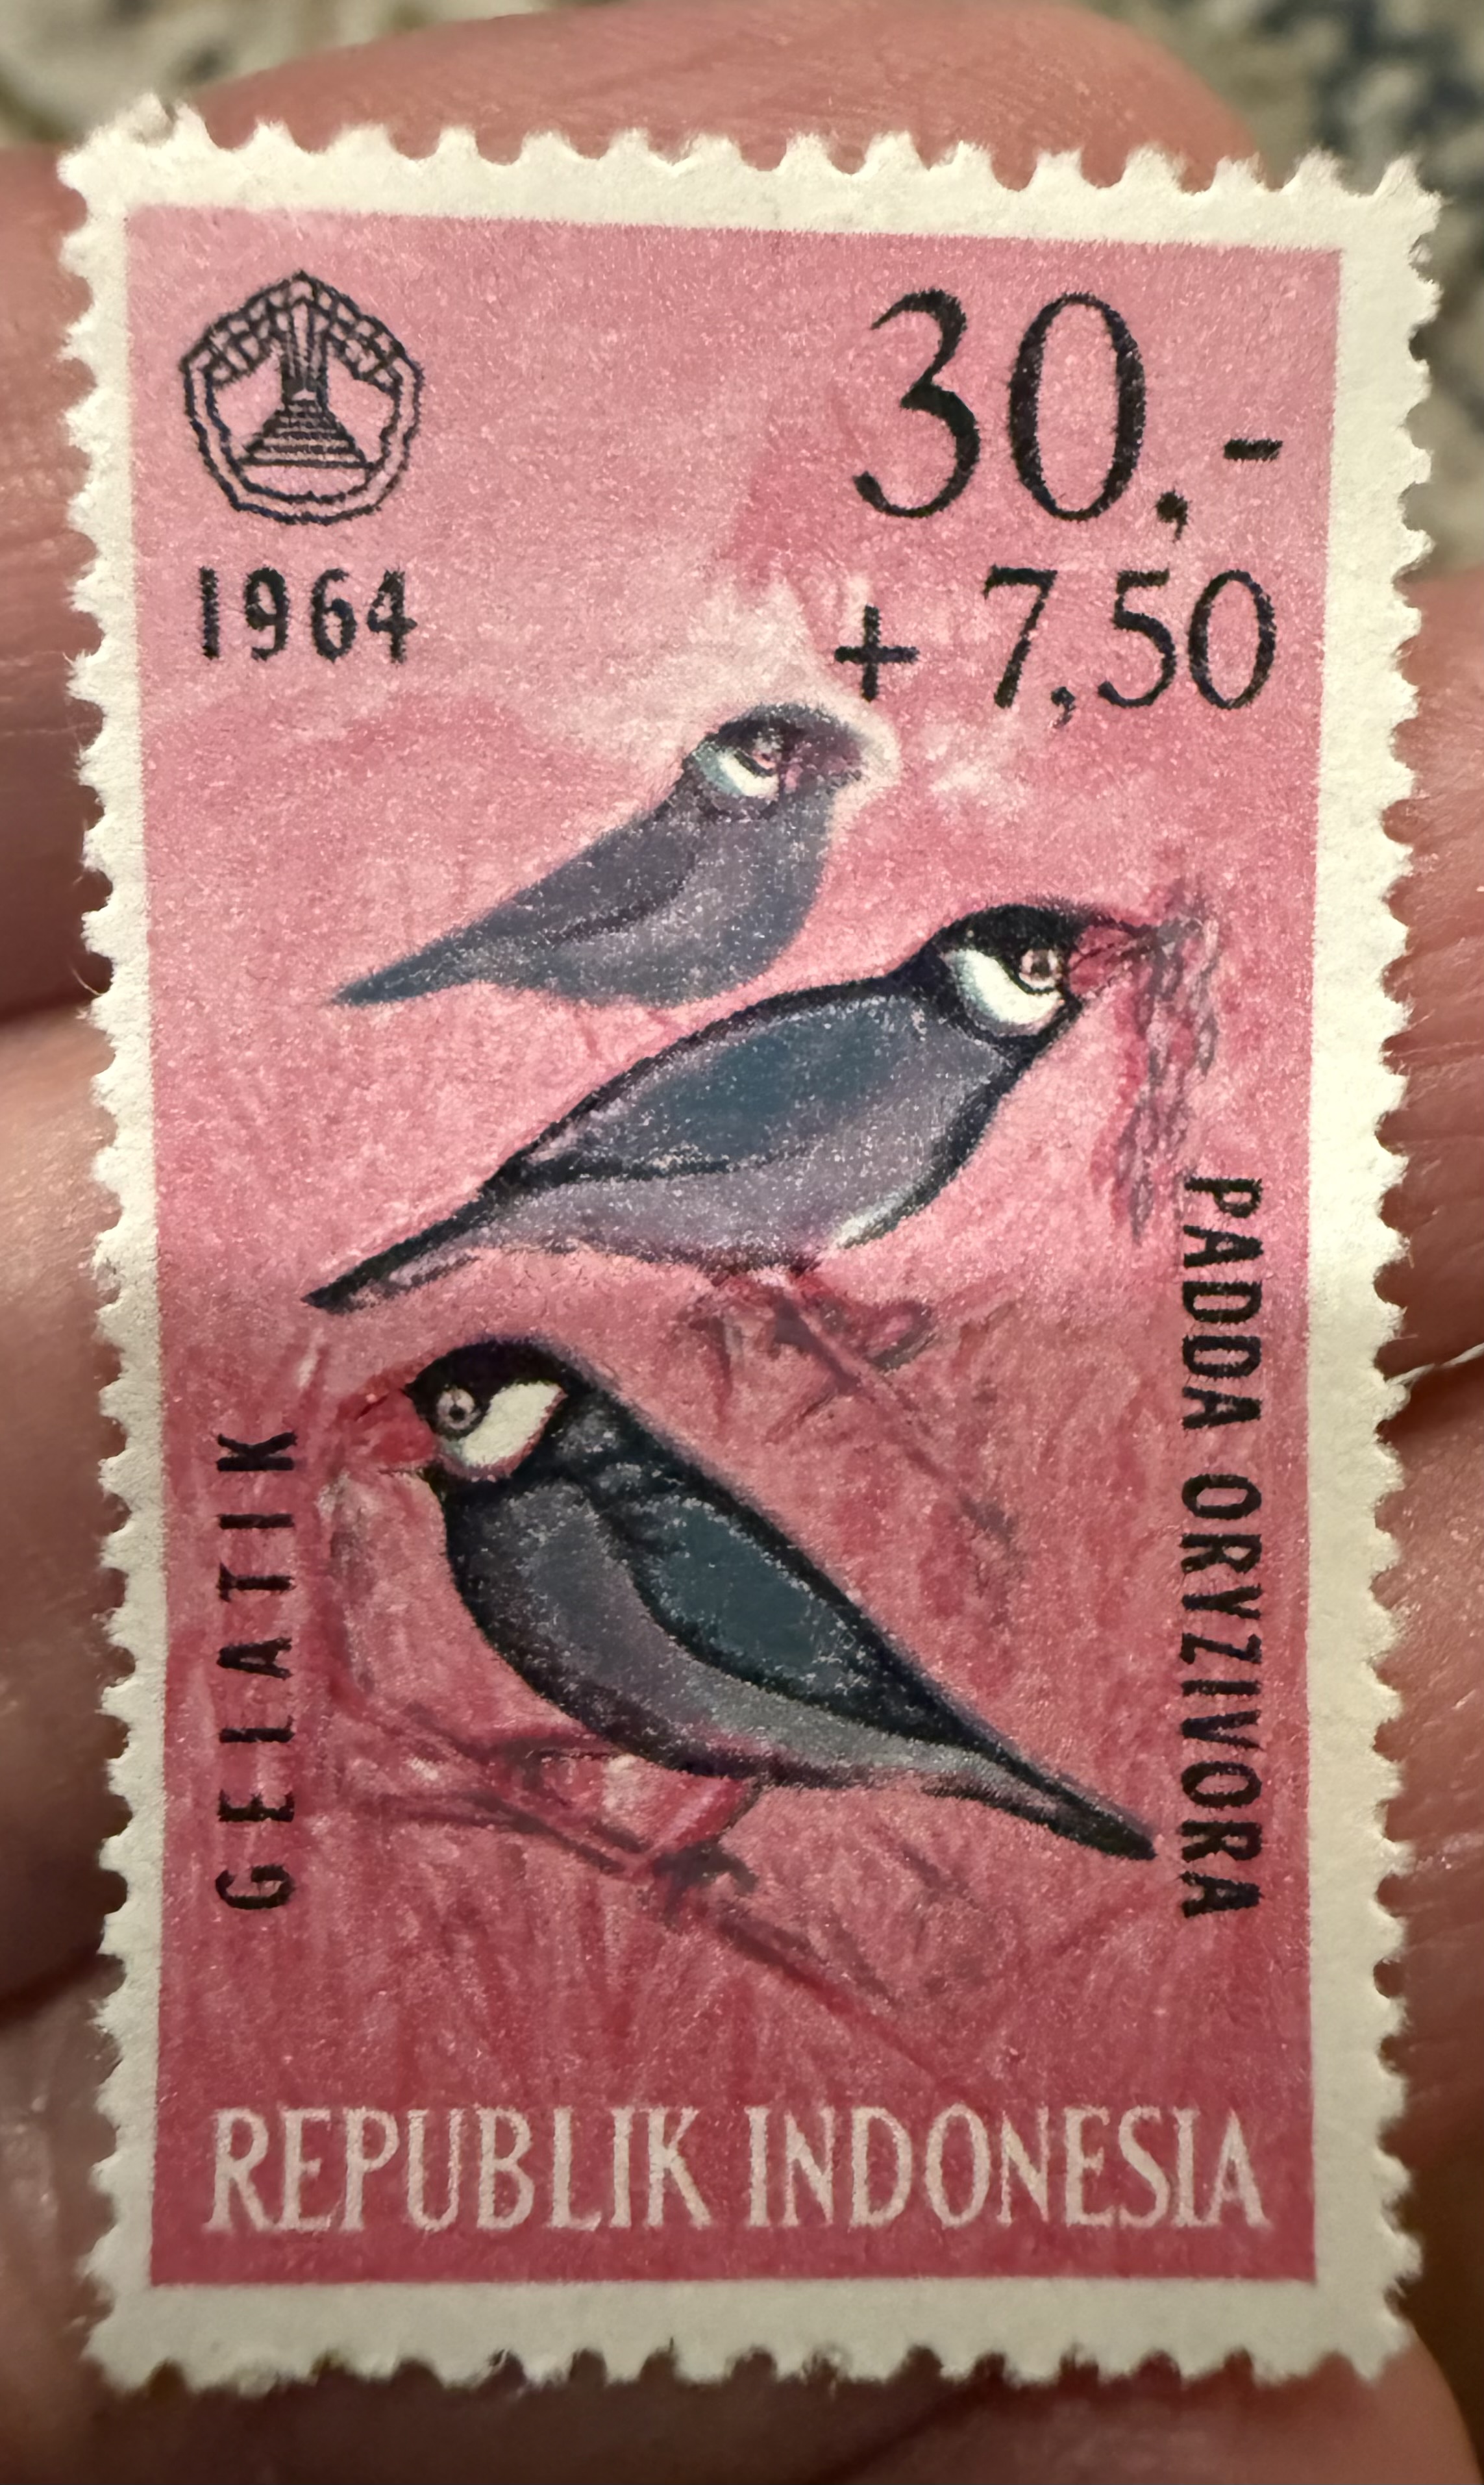 30,-
+ 7,50
1964
PADDA ORYZIVORA
GELATIK
REPUBLIK INDONESIA